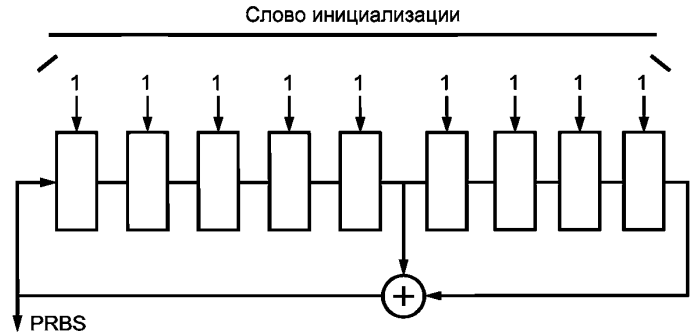 Слово инициализации
1 1 1 1 1 1 1 1 1
+
PRBS